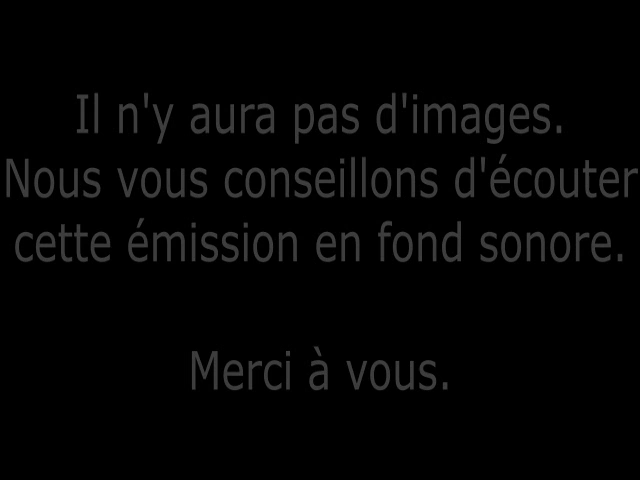 Il n'y aura pas d'images.
Nous vous conseillons d'écouter
cette émission en fond sonore.
Merci à vous.